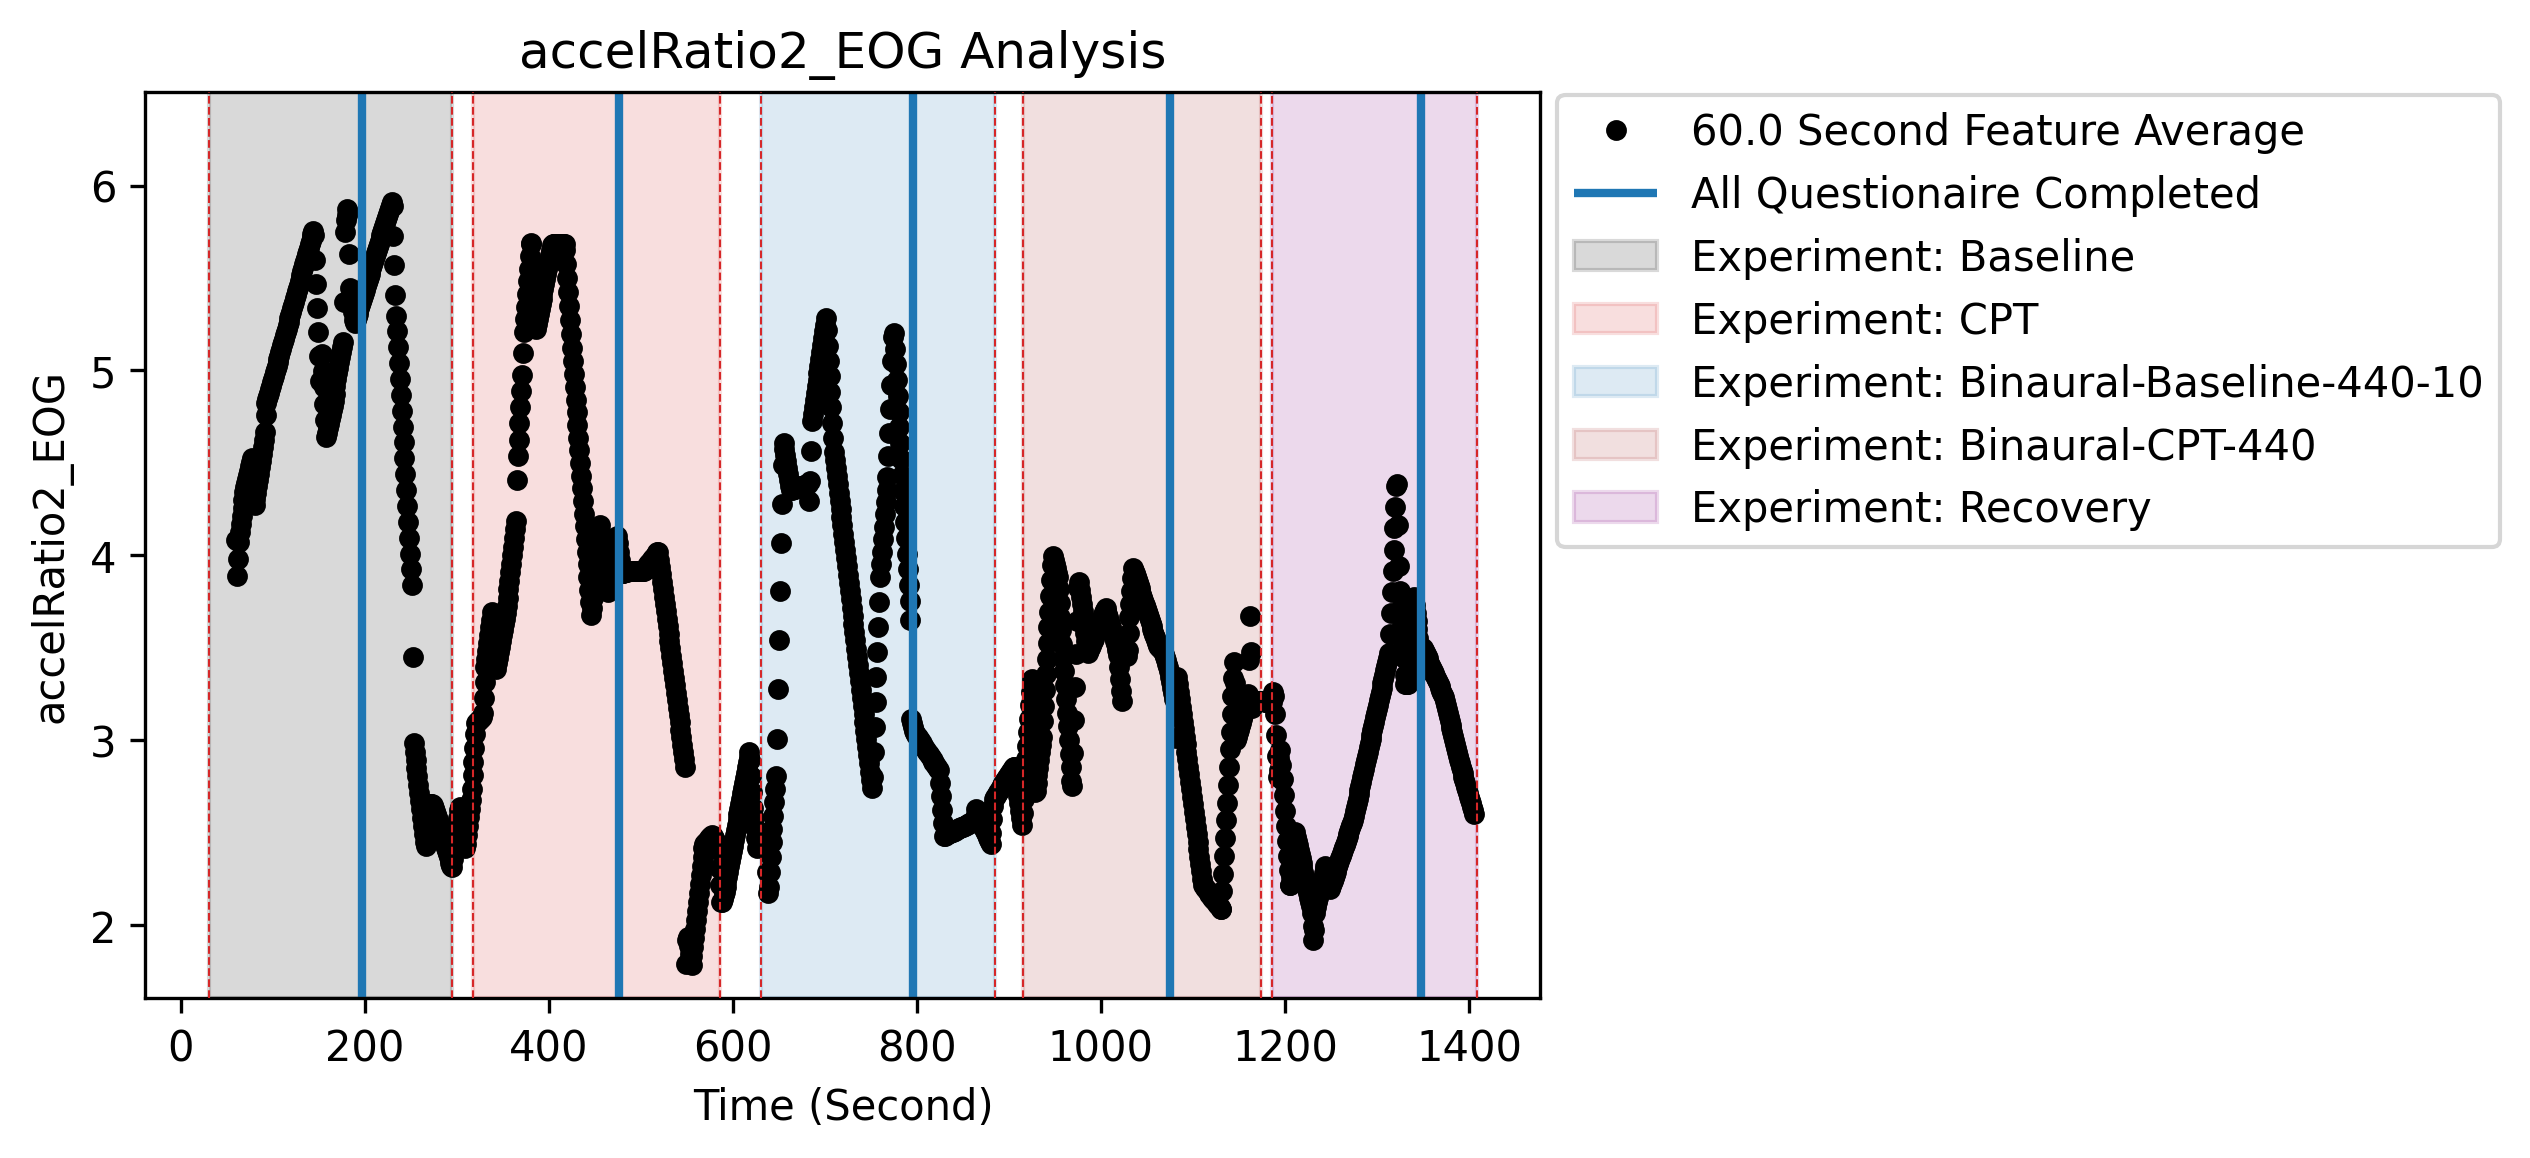 accelRatio2_EOG Analysis
accelRatio2_EOG
6
5
4
3
2
0 200 400 600 800 1000 1200 1400
Time (Second)
60.0 Second Feature Average
All Questionaire Completed
Experiment: Baseline
Experiment: CPT
Experiment: Binaural-Baseline-440-10
Experiment: Binaural-CPT-440
Experiment: Recovery